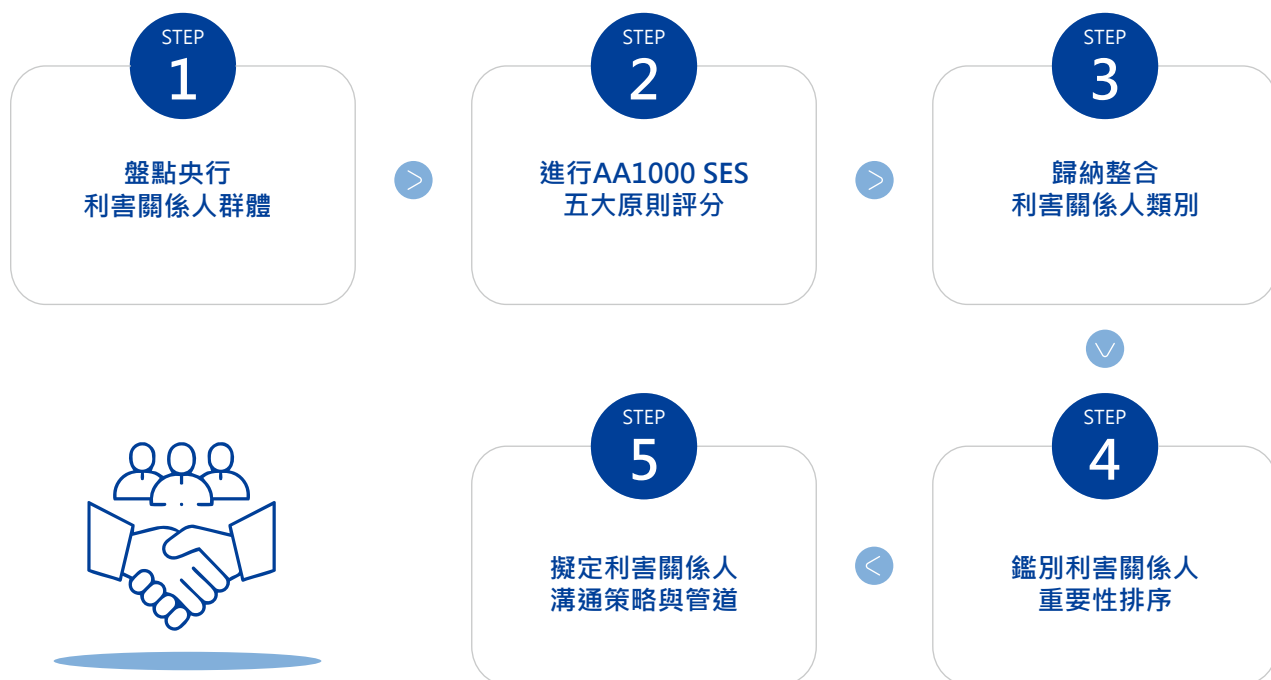 STEP
1
盤點央行
利害關係人群體
STEP
2
進行AA1000 SES
五大原則評分
STEP
3
歸納整合
利害關係人類別
STEP
4
鑑別利害關係人
重要性排序
STEP
5
擬定利害關係人
溝通策略與管道